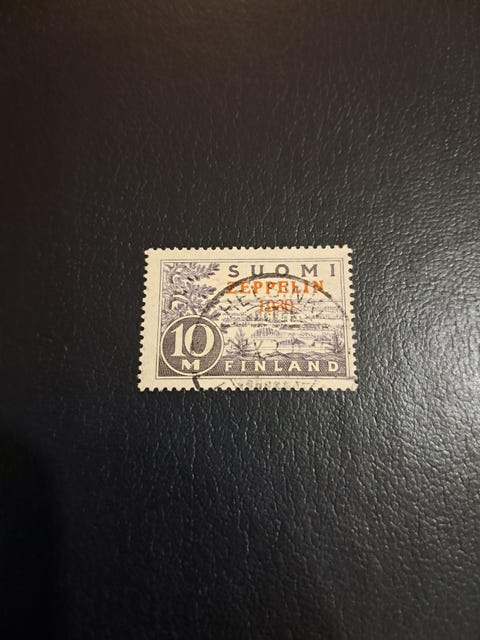 SUOMI
ZEPPELIN
1930
10
M
FINLAND